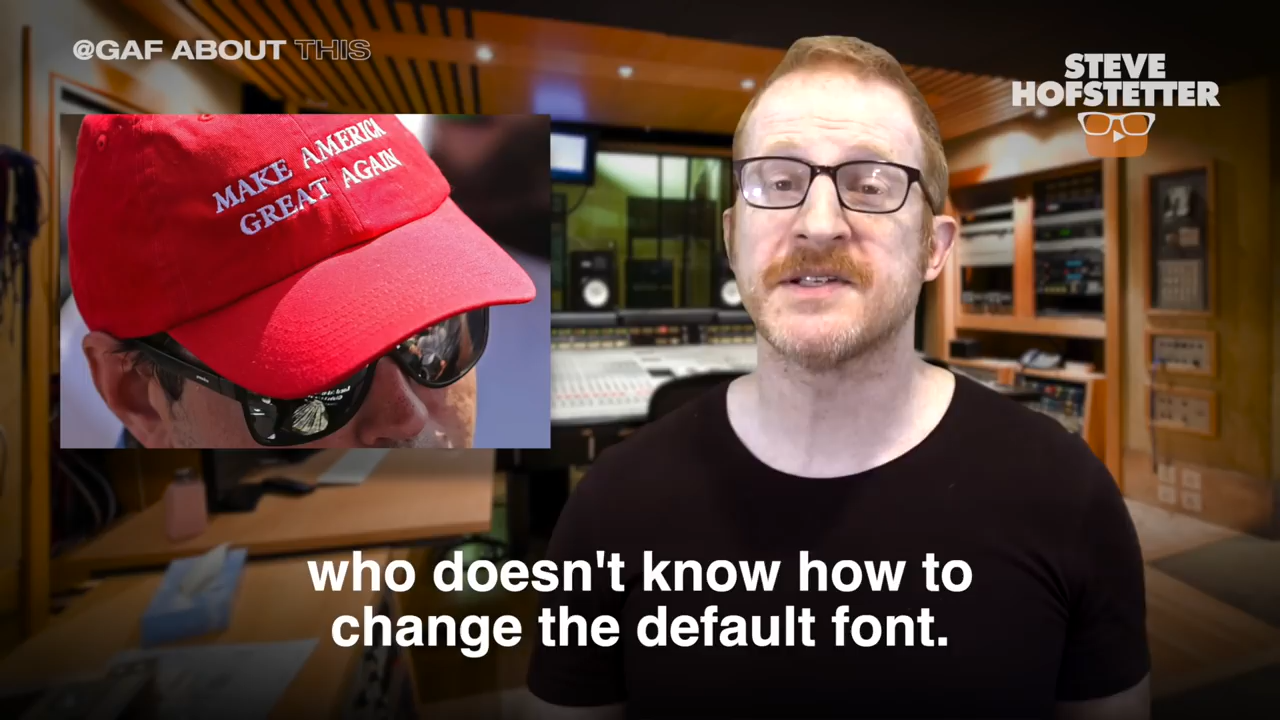 @GAF ABOUT THIS
STEVE
HOFSTETTER
MAKE AMERICA
GREAT AGAIN
who doesn't know how to
change the default font.